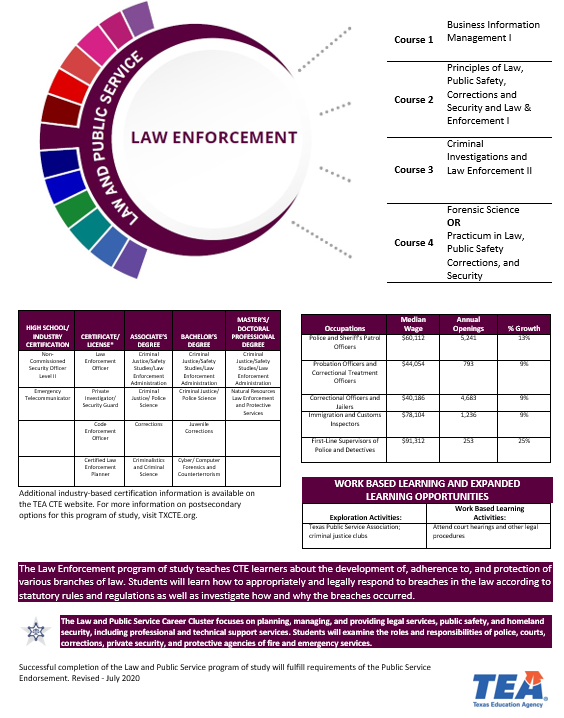 LAW AND PUBLIC SERVICE
LAW ENFORCEMENT
Course 1
Business Information
Management I
Course 2
Principles of Law,
Public Safety,
Corrections and
Security and Law &
Enforcement I
Course 3
Criminal
Investigations and
Law Enforcement II
Course 4
Forensic Science
OR
Practicum in Law,
Public Safety
Corrections, and
Security
HIGH SCHOOL/
INDUSTRY
CERTIFICATION
CERTIFICATE/
LICENSE*
ASSOCIATE'S
DEGREE
BACHELOR'S
DEGREE
MASTER'S/
DOCTORAL
PROFESSIONAL
DEGREE
Non-
Commissioned
Security Officer
Level II
Law
Enforcement
Officer
Criminal
Justice/Safety
Studies/Law
Enforcement
Administration
Criminal
Justice/Safety
Studies/Law
Enforcement
Administration
Criminal
Justice/Safety
Studies/ Law
Enforcement
Administration
Emergency
Telecommunicator
Private
Investigator/
Security Guard
Criminal
Justice/ Police
Science
Criminal Justice/
Police Science
Natural Resources
Law Enforcement
and Protective
Services
Code
Enforcement
Officer
Corrections
Juvenile
Corrections
Certified Law
Enforcement
Planner
Criminalistics
and Criminal
Science
Cyber/ Computer
Forensics and
Counterterrorism
Additional industry-based certification information is available on
the TEA CTE website. For more information on postsecondary
options for this program of study, visit TXCTE.org.
Occupations
Median
Wage
Annual
Openings
% Growth
Police and Sheriff's Patrol
Officers
$60,112
5,241
13%
Probation Officers and
Correctional Treatment
Officers
$44,054
793
9%
Correctional Officers and
Jailers
$40,186
4,683
9%
Immigration and Customs
Inspectors
$78,104
1,236
9%
First-Line Supervisors of
Police and Detectives
$91,312
253
25%
WORK BASED LEARNING AND EXPANDED
LEARNING OPPORTUNITIES
Exploration Activities:
Work Based Learning
Activities:
Texas Public Service Association;
criminal justice clubs
Attend court hearings and other legal
procedures
The Law Enforcement program of study teaches CTE learners about the development of, adherence to, and protection of
various branches of law. Students will learn how to appropriately and legally respond to breaches in the law according to
statutory rules and regulations as well as investigate how and why the breaches occurred.
The Law and Public Service Career Cluster focuses on planning, managing, and providing legal services, public safety, and homeland
security, including professional and technical support services. Students will examine the roles and responsibilities of police, courts,
corrections, private security, and protective agencies of fire and emergency services.
Successful completion of the Law and Public Service program of study will fulfill requirements of the Public Service
Endorsement. Revised - July 2020
TEA
Texas Education Agency